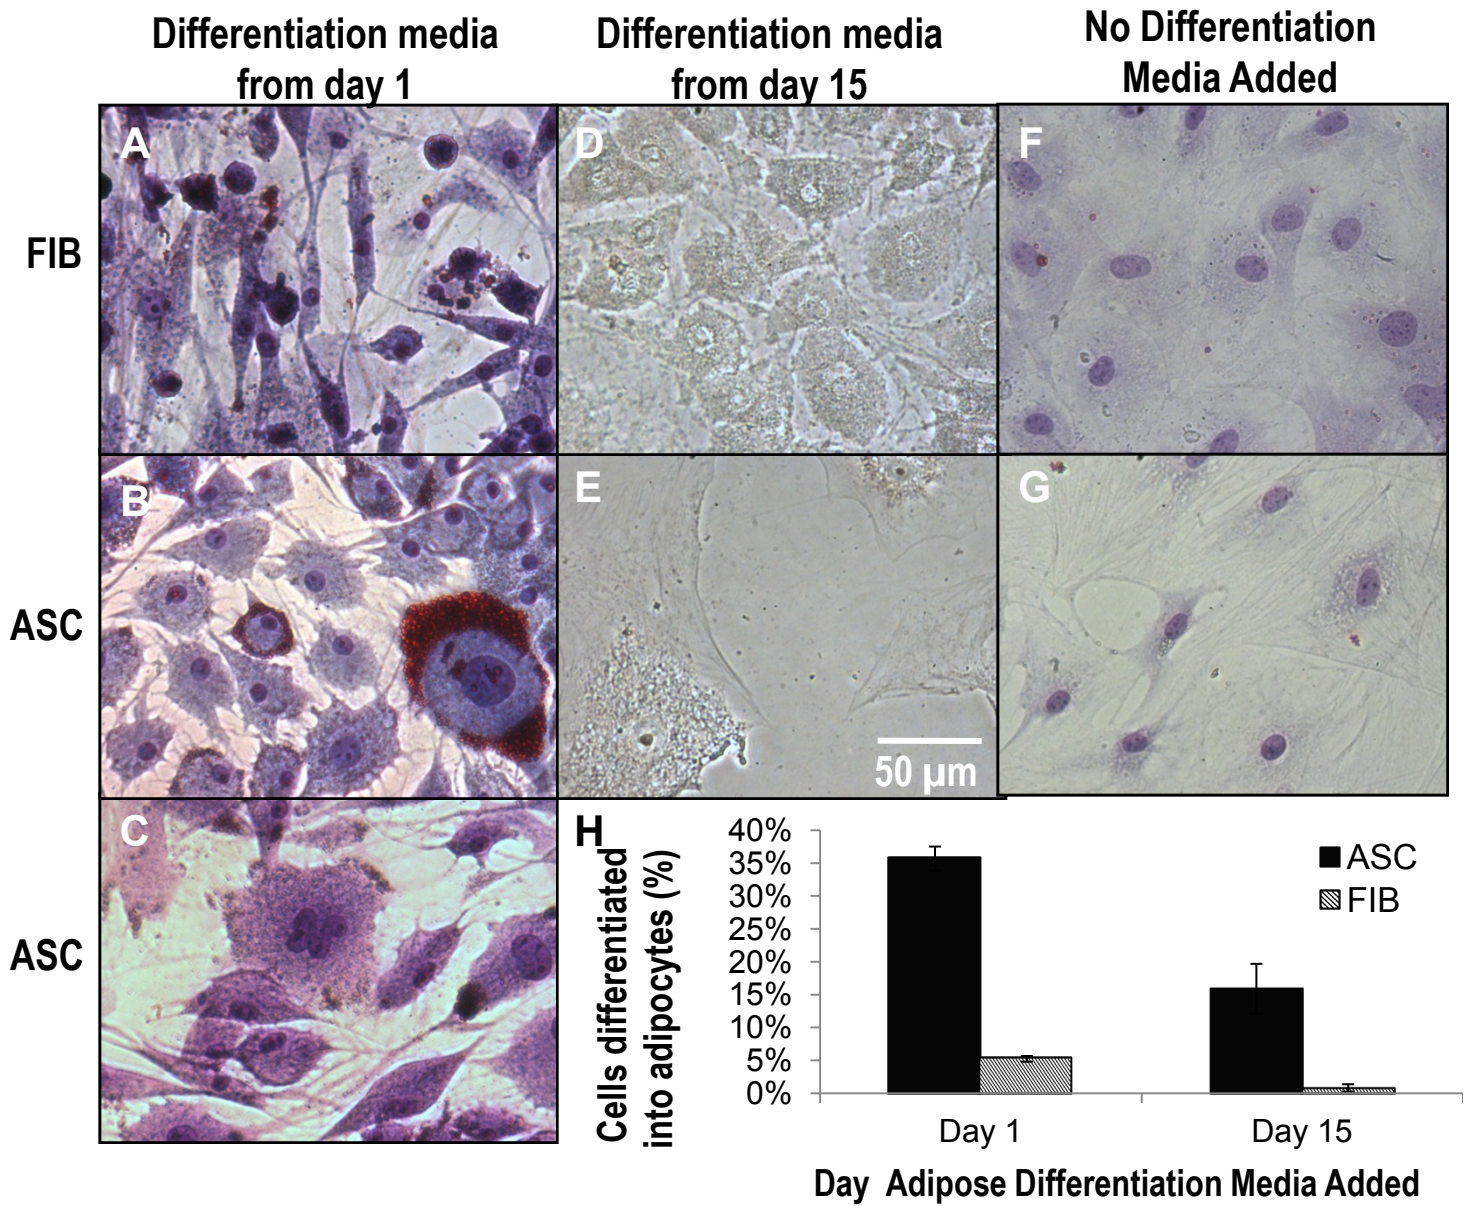 Differentiation media
from day 1
Differentiation media
from day 15
No Differentiation
Media Added
A
D
F
FIB
B
E
G
ASC
50 µm
C
ASC
H
Cells differentiated
into adipocytes (%)
40%
35%
30%
25%
20%
15%
10%
5%
0%
ASC
FIB
Day 1
Day 15
Day Adipose Differentiation Media Added